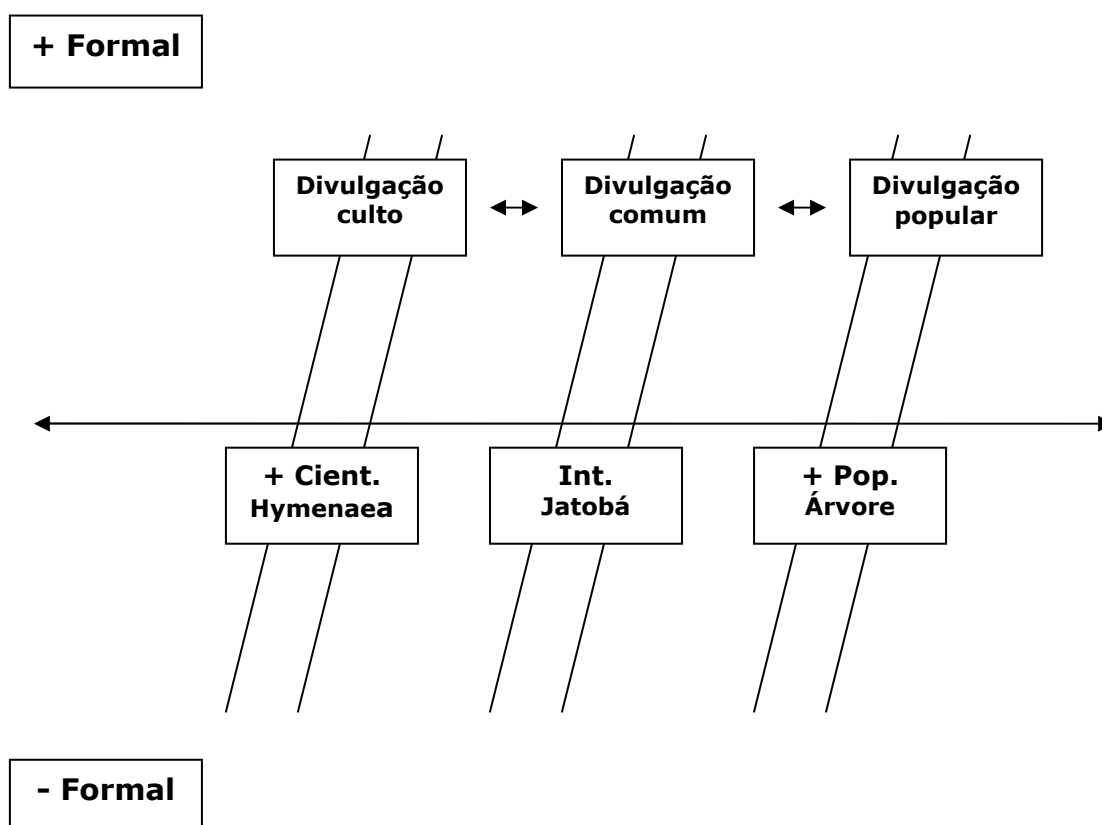 + Formal
Divulgação
culto
Divulgação
comum
Divulgação
popular
+ Cient.
Hymenaea
Int.
Jatobá
+ Pop.
Árvore
- Formal